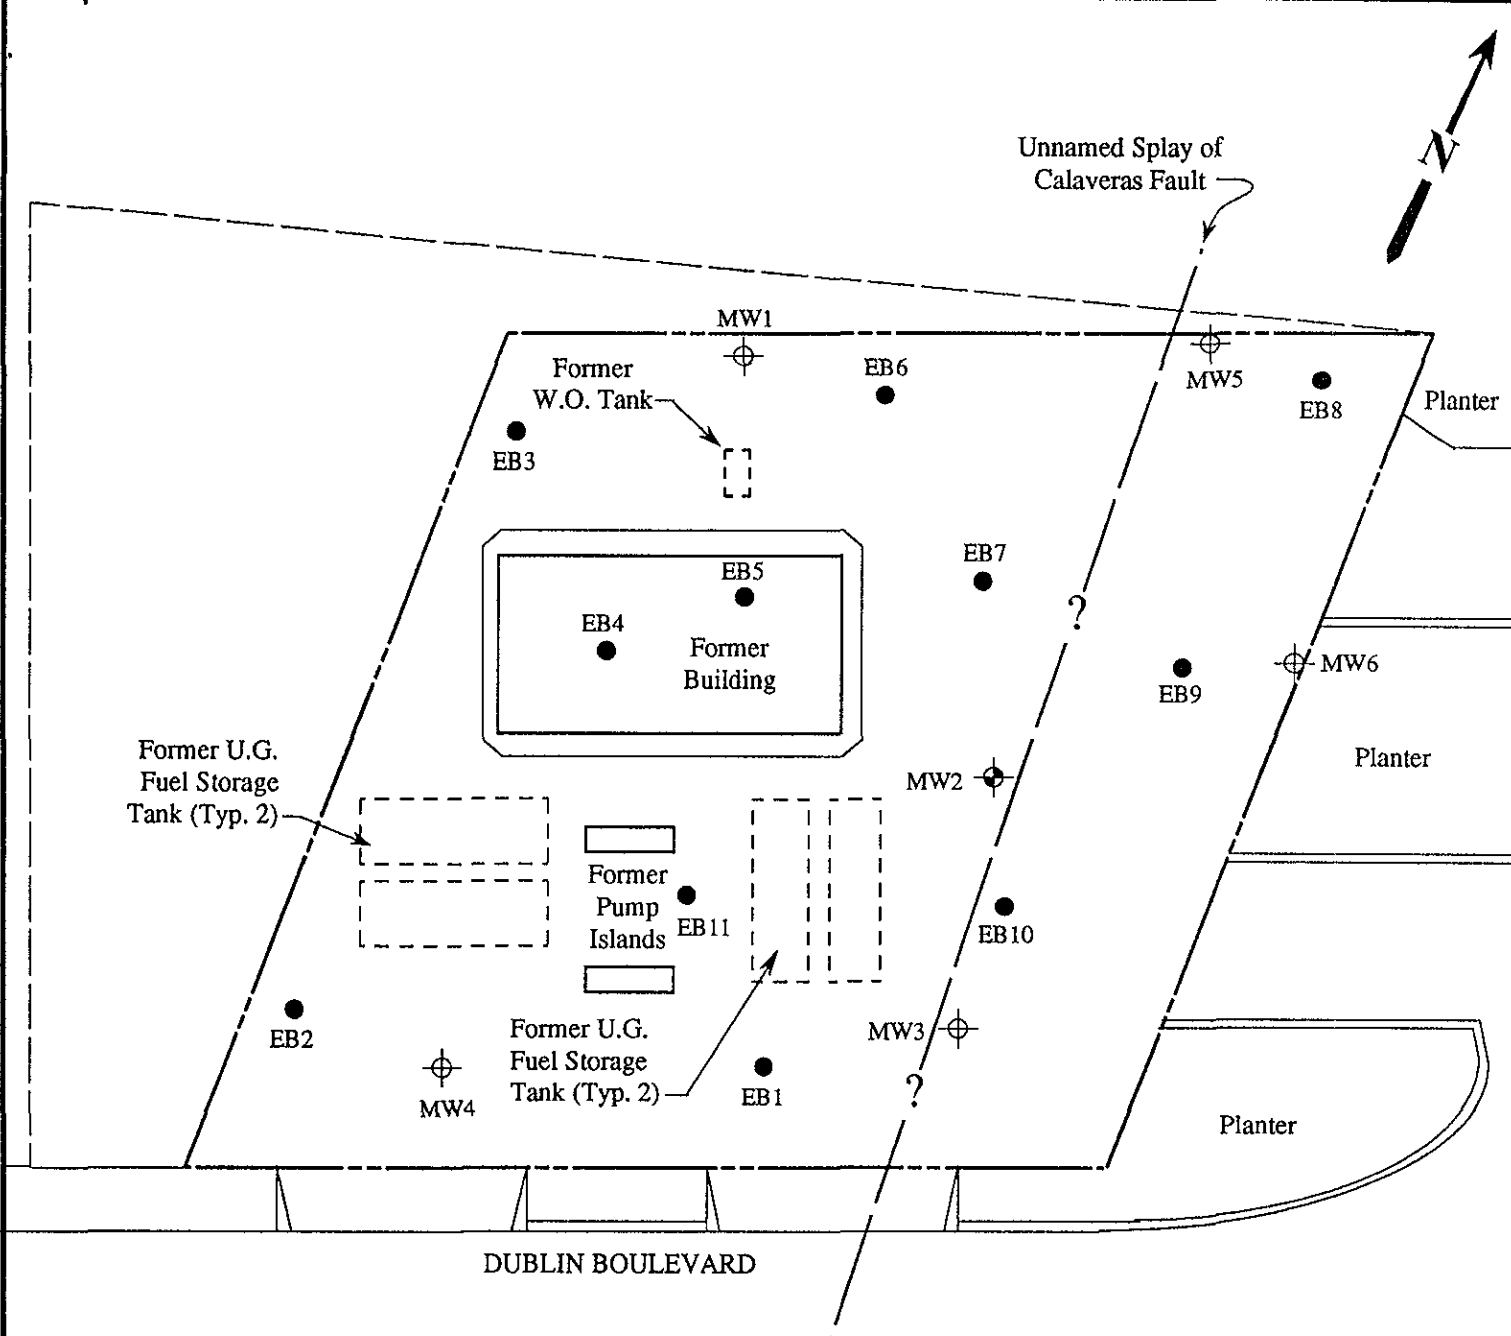 Unnamed Splay of
Calaveras Fault
N
MW1
Former
W.O. Tank
EB6
MW5
EB8
Planter
EB3
EB7
EB5
EB4
Former
Building
?
MW6
EB9
Former U.G.
Fuel Storage
Tank (Typ. 2)
MW2
Planter
Former
Pump
Islands
EB11
EB10
EB2
Former U.G.
Fuel Storage
Tank (Typ. 2)
MW3
MW4
EB1
?
Planter
DUBLIN BOULEVARD